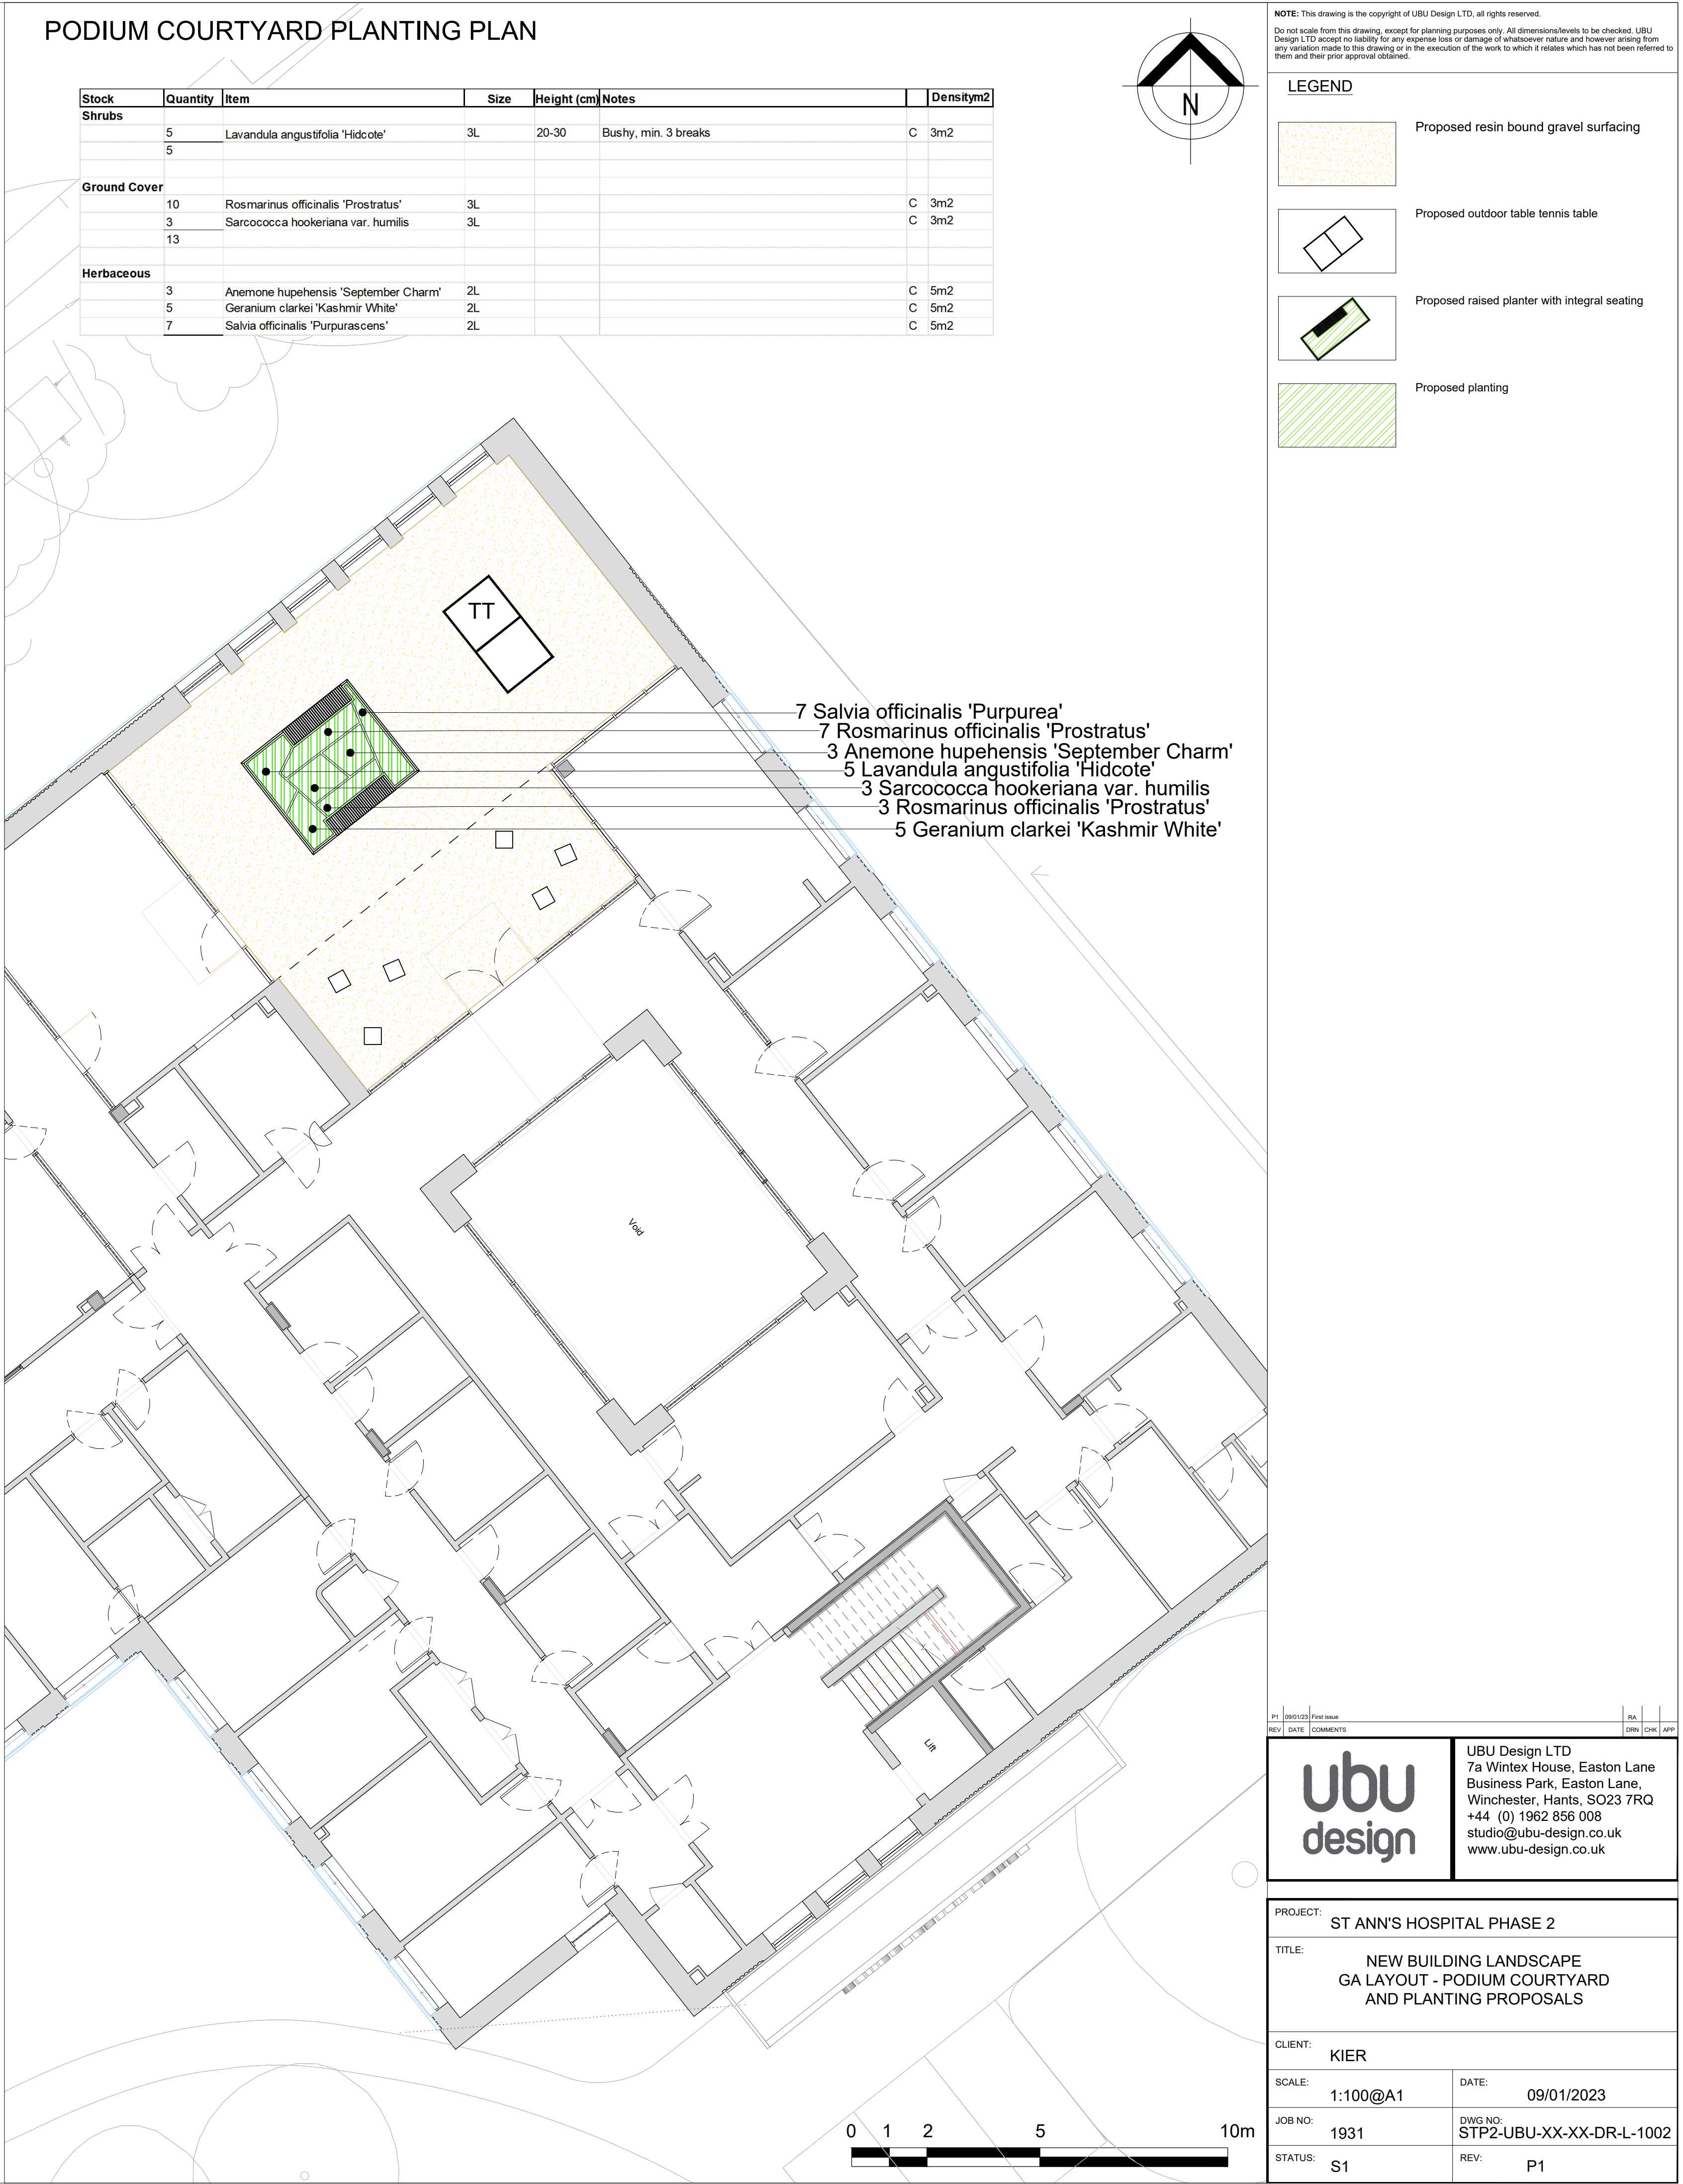 PODIUM COURTYARD PLANTING PLAN
Stock Quantity Item Size Height (cm) Notes Densitym2
Shrubs
5 Lavandula angustifolia 'Hidcote' 3L 20-30 Bushy, min. 3 breaks C 3m2
5
Ground Cover
10 Rosmarinus officinalis 'Prostratus' 3L C 3m2
3 Sarcococca hookeriana var. humilis 3L C 3m2
13
Herbaceous
3 Anemone hupehensis 'September Charm' 2L C 5m2
5 Geranium clarkei 'Kashmir White' 2L C 5m2
7 Salvia officinalis 'Purpurascens' 2L C 5m2
N
TT
7 Salvia officinalis 'Purpurea'
7 Rosmarinus officinalis 'Prostratus'
3 Anemone hupehensis 'September Charm'
5 Lavandula angustifolia 'Hidcote'
3 Sarcococca hookeriana var. humilis
3 Rosmarinus officinalis 'Prostratus'
5 Geranium clarkei 'Kashmir White'
Void
Lift
0 1 2 5 10m
NOTE: This drawing is the copyright of UBU Design LTD, all rights reserved.
Do not scale from this drawing, except for planning purposes only. All dimensions/levels to be checked. UBU
Design LTD accept no liability for any expense loss or damage of whatsoever nature and however arising from
any variation made to this drawing or in the execution of the work to which it relates which has not been referred to
them and their prior approval obtained.
LEGEND
Proposed resin bound gravel surfacing
Proposed outdoor table tennis table
Proposed raised planter with integral seating
Proposed planting
P1 09/01/23 First issue RA
REV DATE COMMENTS DRN CHK APP
ubu
design
UBU Design LTD
7a Wintex House, Easton Lane
Business Park, Easton Lane,
Winchester, Hants, SO23 7RQ
+44 (0) 1962 856 008
studio@ubu-design.co.uk
www.ubu-design.co.uk
PROJECT: ST ANN'S HOSPITAL PHASE 2
TITLE:
NEW BUILDING LANDSCAPE
GA LAYOUT - PODIUM COURTYARD
AND PLANTING PROPOSALS
CLIENT: KIER
SCALE: 1:100@A1
DATE: 09/01/2023
JOB NO: 1931
DWG NO: STP2-UBU-XX-XX-DR-L-1002
STATUS: S1
REV: P1